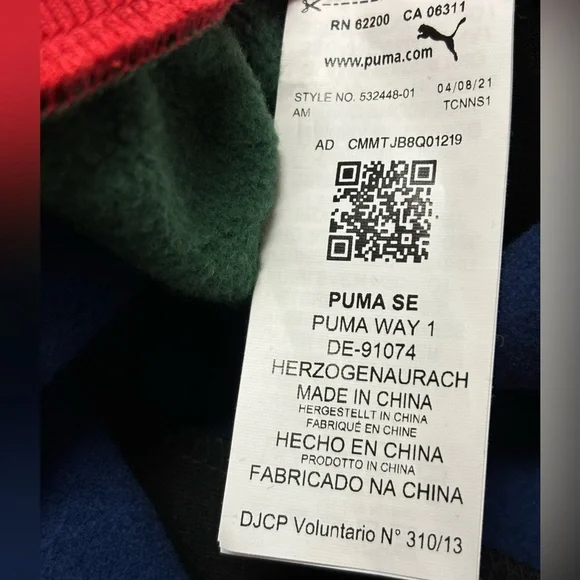 RN 62200 CA 06311
www.puma.com
STYLE NO. 532448-01 04/08/21
AM TCNNS1
AD CMMTJB8Q01219
PUMA SE
PUMA WAY 1
DE-91074
HERZOGENAURACH
MADE IN CHINA
HERGESTELLT IN CHINA
FABRIQUÉ EN CHINE
HECHO EN CHINA
PRODOTTO IN CHINA
FABRICADO NA CHINA
DJCP Voluntario N° 310/13